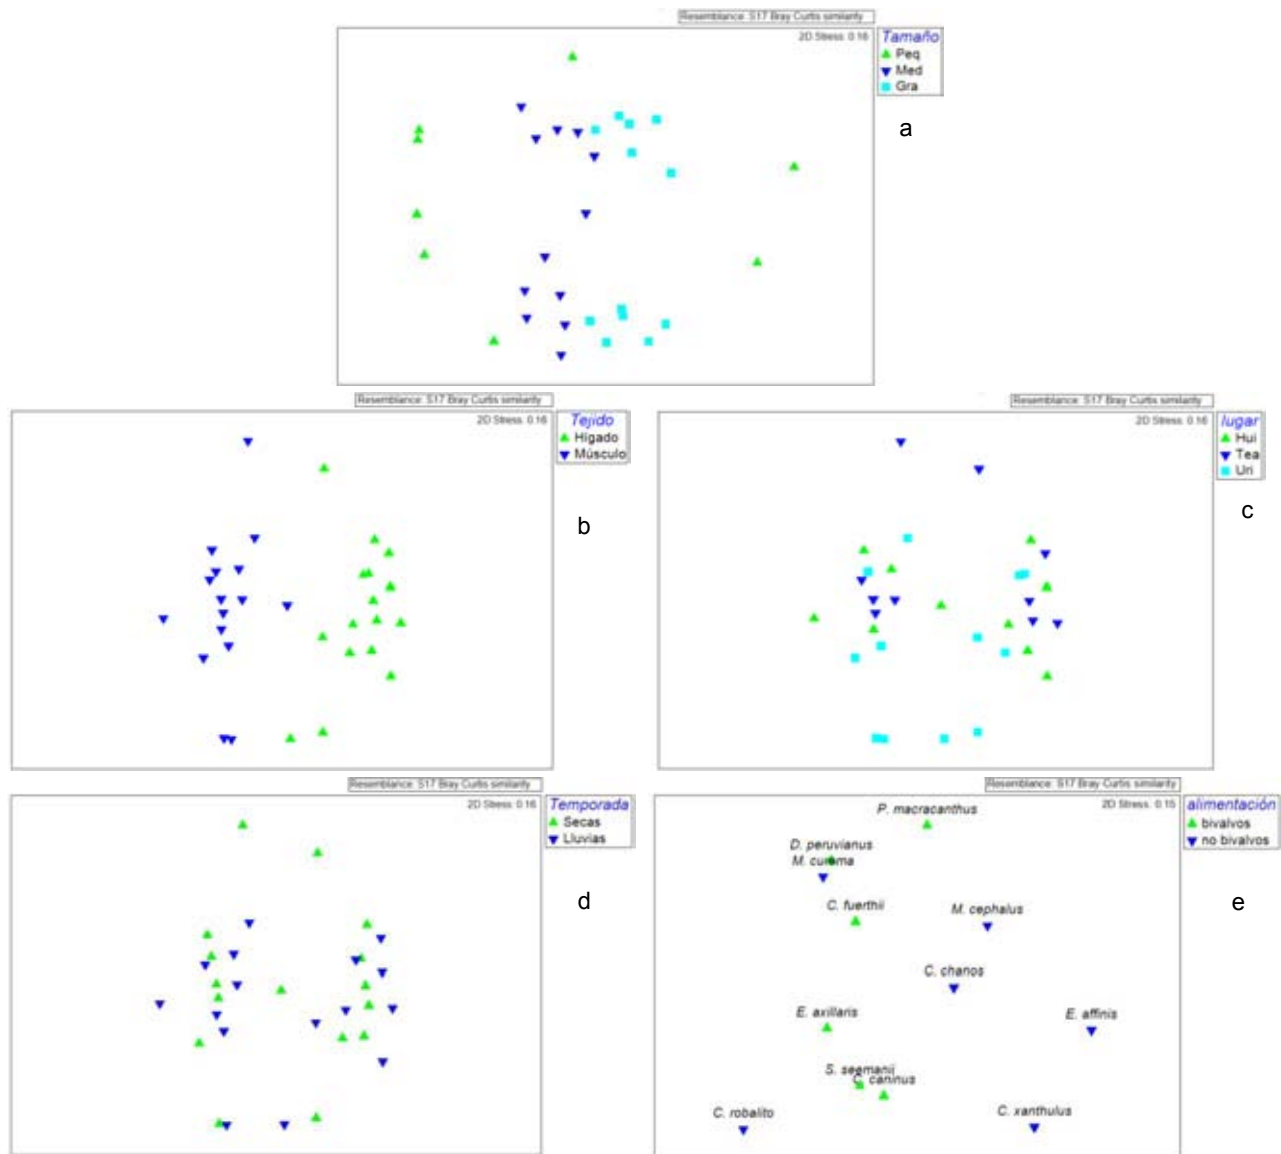 Resemblance: S17 Bray Curtis similarity
2D Stress: 0.16
Tamaño
Peq
Med
Gra
a
Resemblance: S17 Bray Curtis similarity
2D Stress: 0.16
Tejido
Hígado
Músculo
b
Resemblance: S17 Bray Curtis similarity
2D Stress: 0.16
lugar
Hui
Tea
Uri
c
Resemblance: S17 Bray Curtis similarity
2D Stress: 0.16
Temporada
Secas
Lluvias
d
Resemblance: S17 Bray Curtis similarity
2D Stress: 0.15
alimentación
bivalvos
no bivalvos
P. macracanthus
D. peruvianus
M. curema
C. fuerthii
M. cephalus
C. chanos
E. axillaris
E. affinis
S. seemanii
C. caninus
C. robalito
C. xanthulus
e